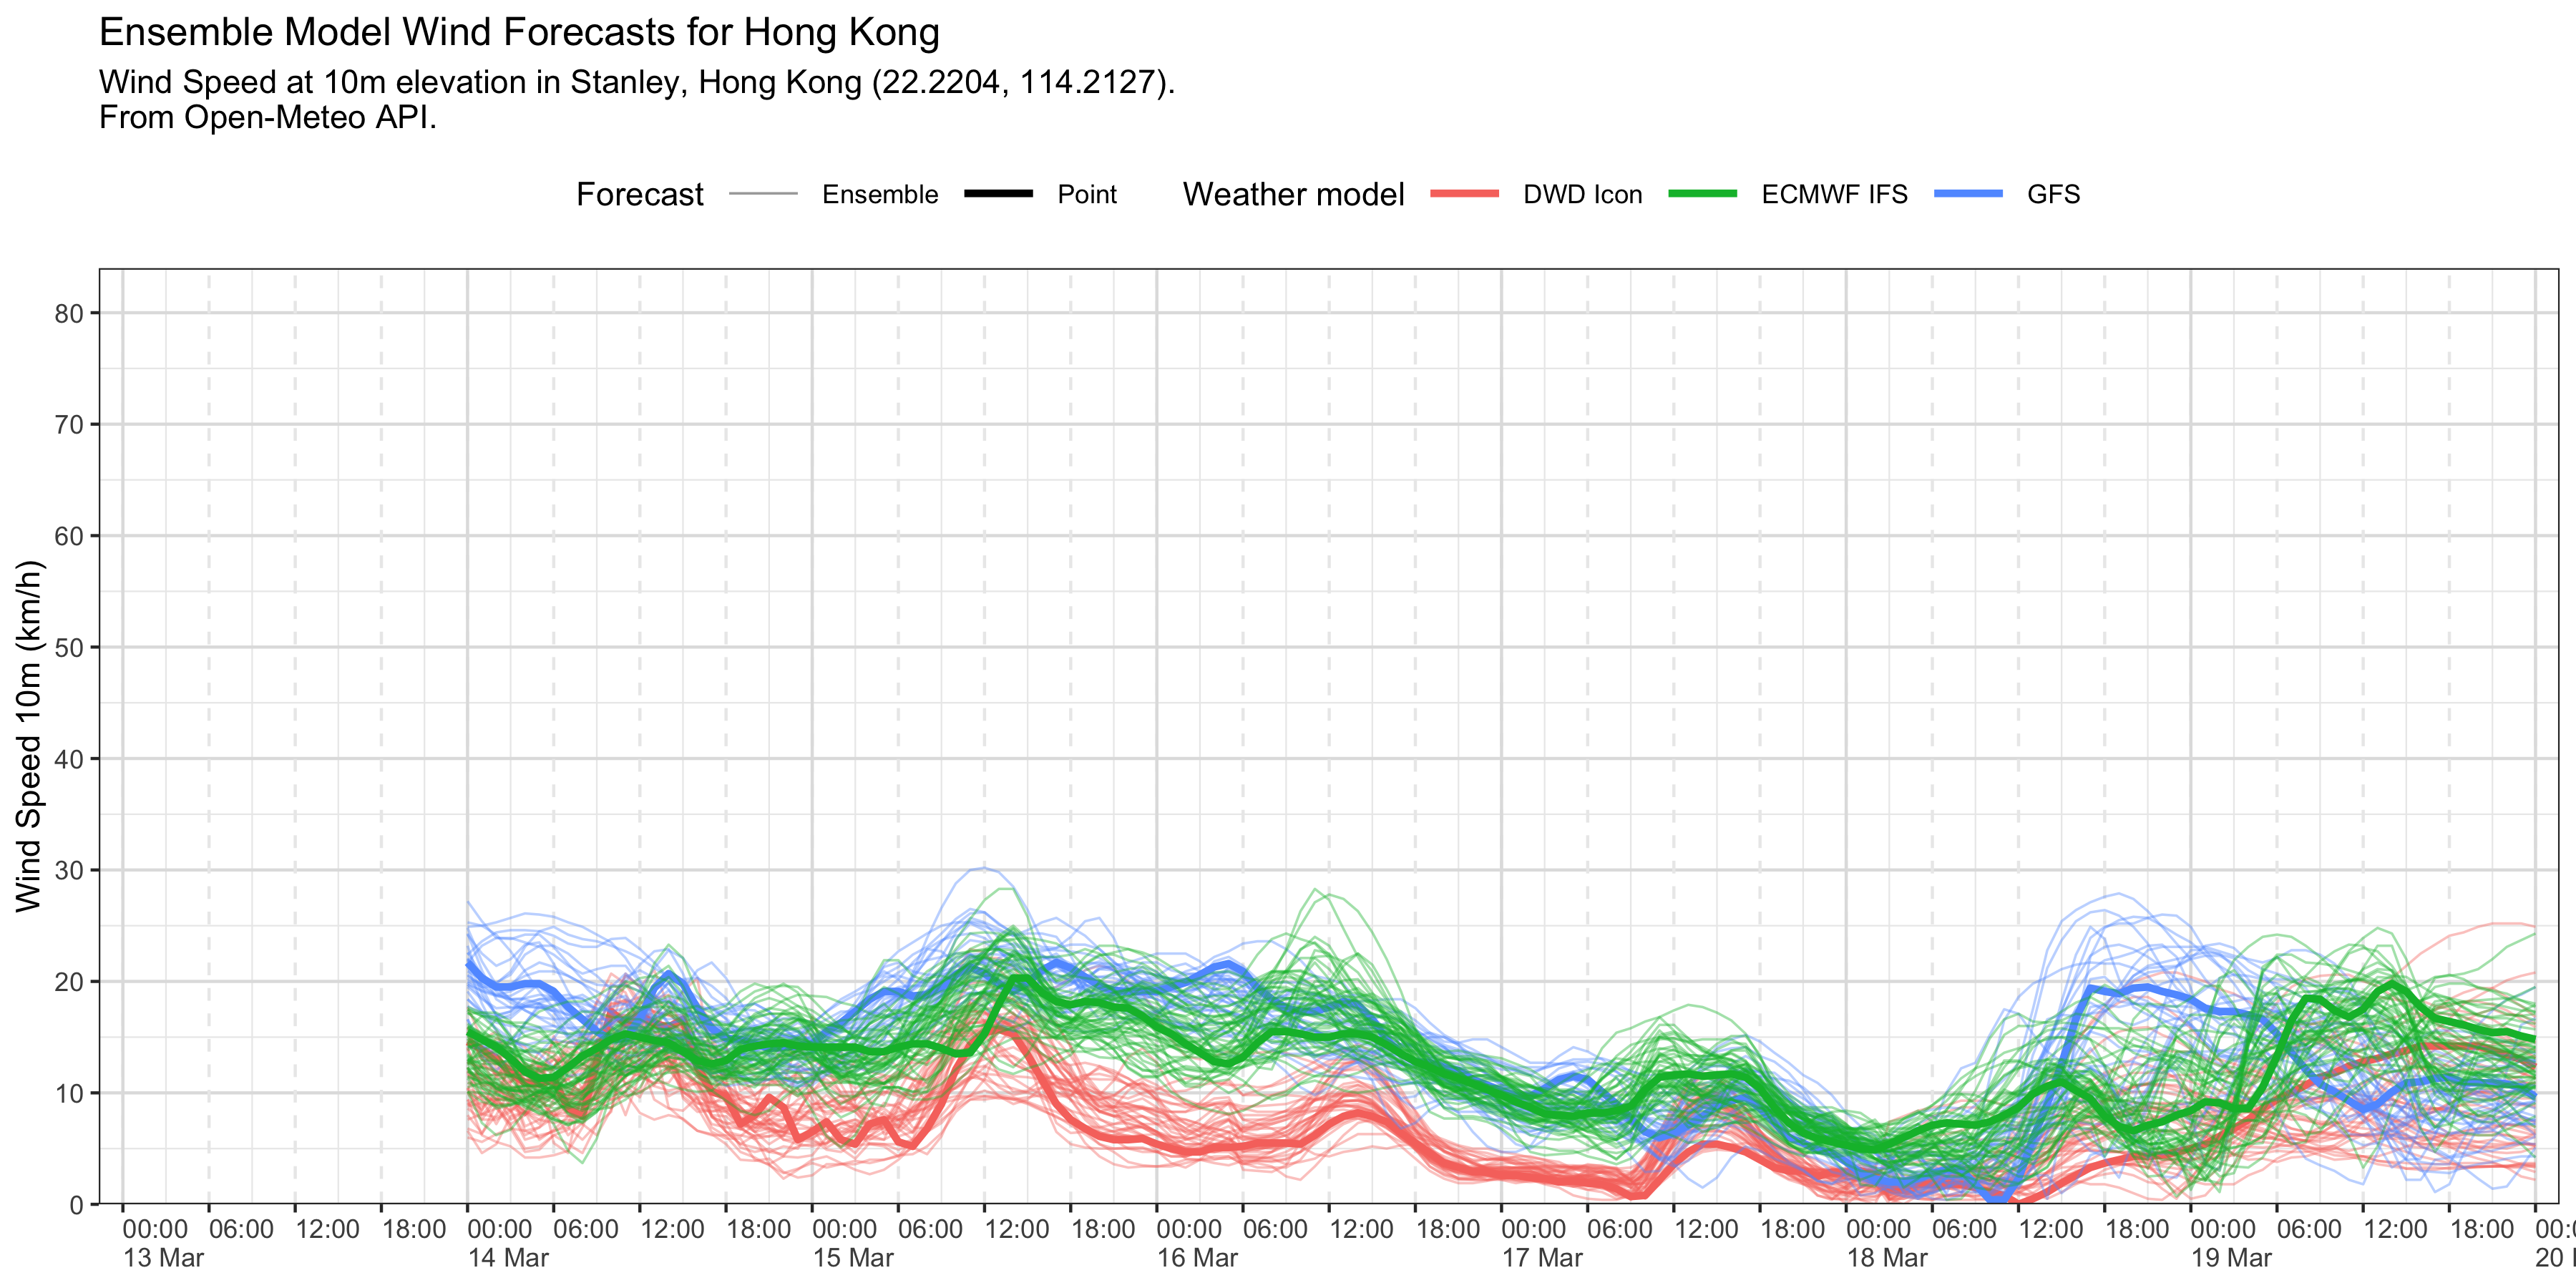 Ensemble Model Wind Forecasts for Hong Kong
Wind Speed at 10m elevation in Stanley, Hong Kong (22.2204, 114.2127).
From Open-Meteo API.
Forecast Ensemble Point Weather model DWD Icon ECMWF IFS GFS
Wind Speed 10m (km/h)
80
70
60
50
40
30
20
10
0
00:00 06:00 12:00 18:00 00:00 06:00 12:00 18:00 00:00 06:00 12:00 18:00 00:00 06:00 12:00 18:00 00:00 06:00 12:00 18:00 00:00 06:00 12:00 18:00 00:00 06:00 12:00 18:00
13 Mar 14 Mar 15 Mar 16 Mar 17 Mar 18 Mar 19 Mar 20